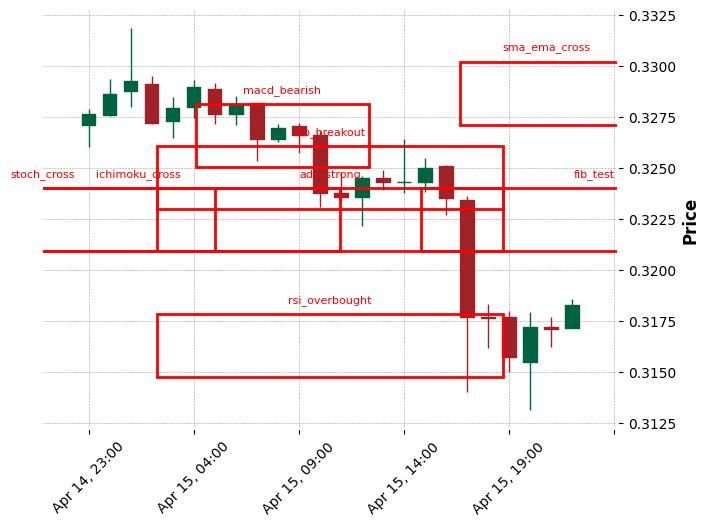 0.3325
sma_ema_cross
0.3300
macd_bearish
0.3275
breakout
0.3250
stoch_cross
ichimoku_cross
fib_test
0.3225
Price
0.3200
rsi_overbought
0.3175
0.3150
0.3125
Apr 14, 23:00
Apr 15, 04:00
Apr 15, 09:00
Apr 15, 14:00
Apr 15, 19:00